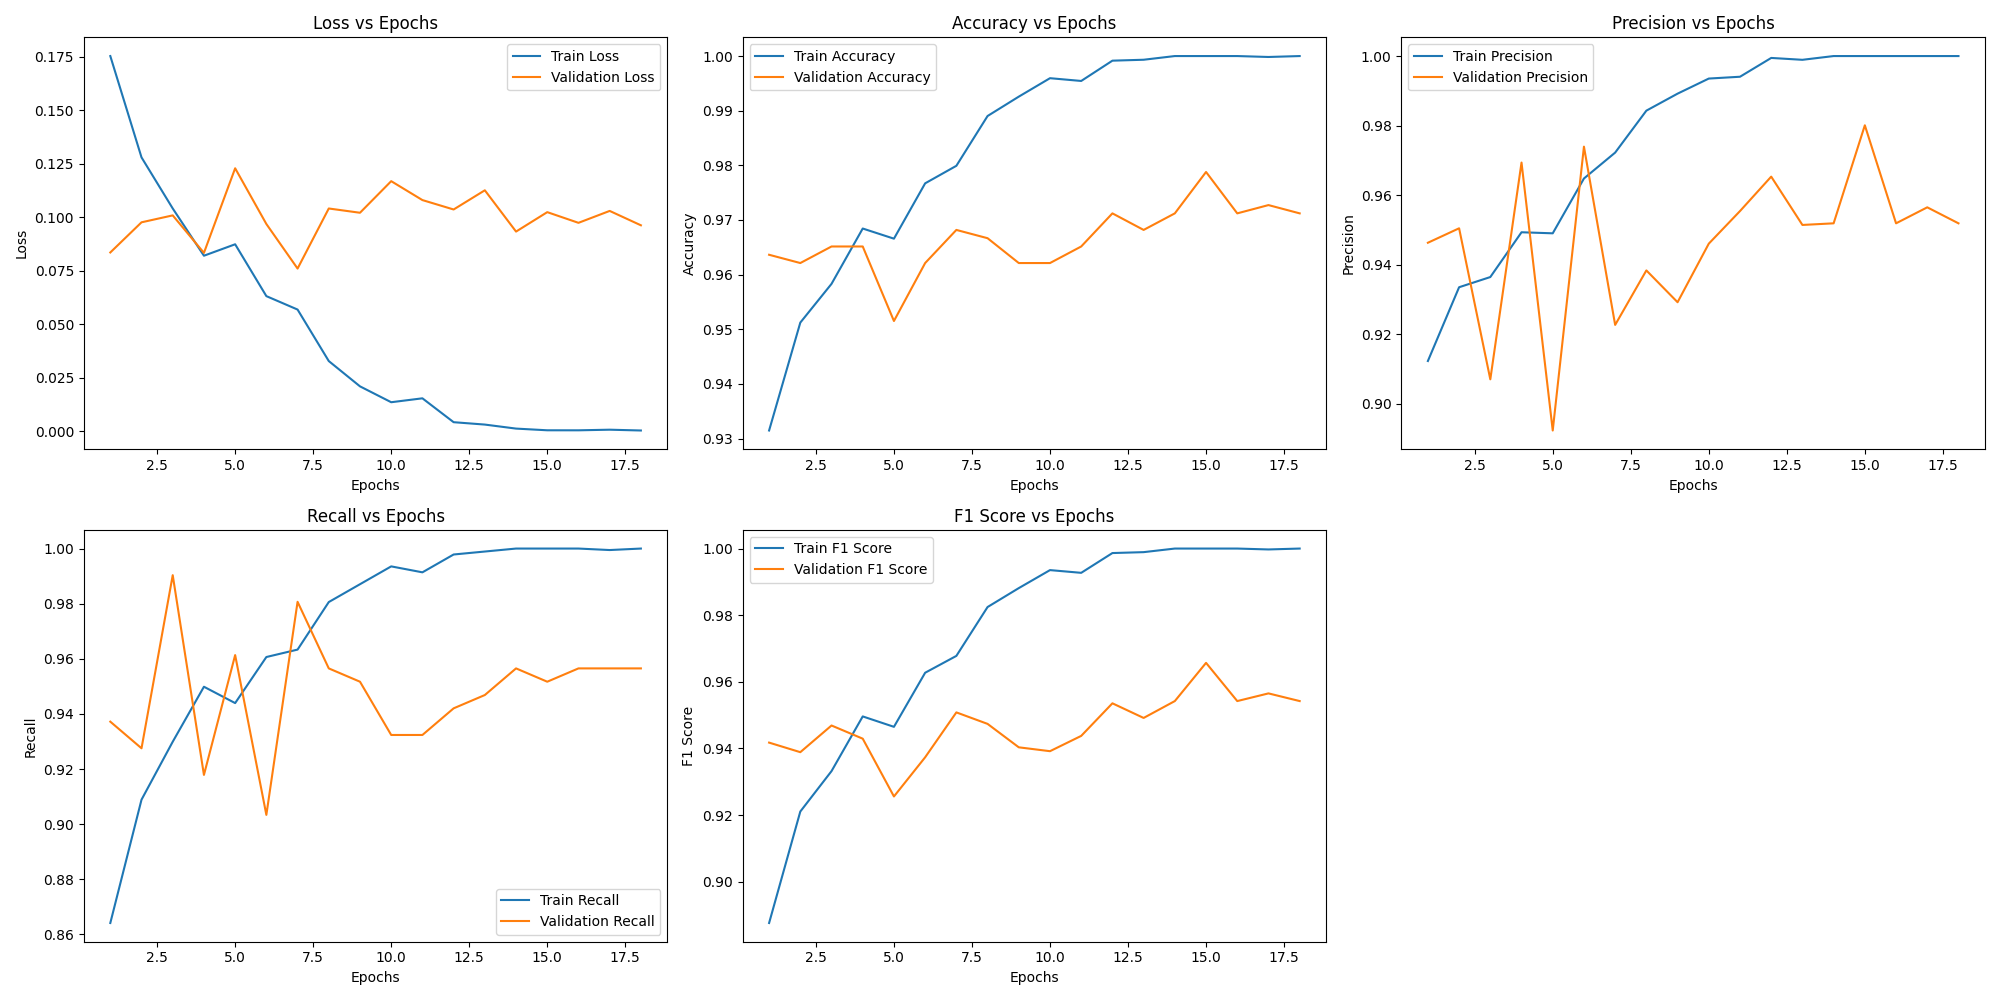 Loss vs Epochs
Train Loss
Validation Loss
0.175
0.150
0.125
0.100
0.075
0.050
0.025
0.000
Loss
2.5 5.0 7.5 10.0 12.5 15.0 17.5
Epochs
Accuracy vs Epochs
Train Accuracy
Validation Accuracy
1.00
0.99
0.98
0.97
0.96
0.95
0.94
0.93
Accuracy
2.5 5.0 7.5 10.0 12.5 15.0 17.5
Epochs
Precision vs Epochs
Train Precision
Validation Precision
1.00
0.98
0.96
0.94
0.92
0.90
Precision
2.5 5.0 7.5 10.0 12.5 15.0 17.5
Epochs
Recall vs Epochs
1.00
0.98
0.96
0.94
0.92
0.90
0.88
0.86
Recall
Train Recall
Validation Recall
2.5 5.0 7.5 10.0 12.5 15.0 17.5
Epochs
F1 Score vs Epochs
Train F1 Score
Validation F1 Score
1.00
0.98
0.96
0.94
0.92
0.90
F1 Score
2.5 5.0 7.5 10.0 12.5 15.0 17.5
Epochs